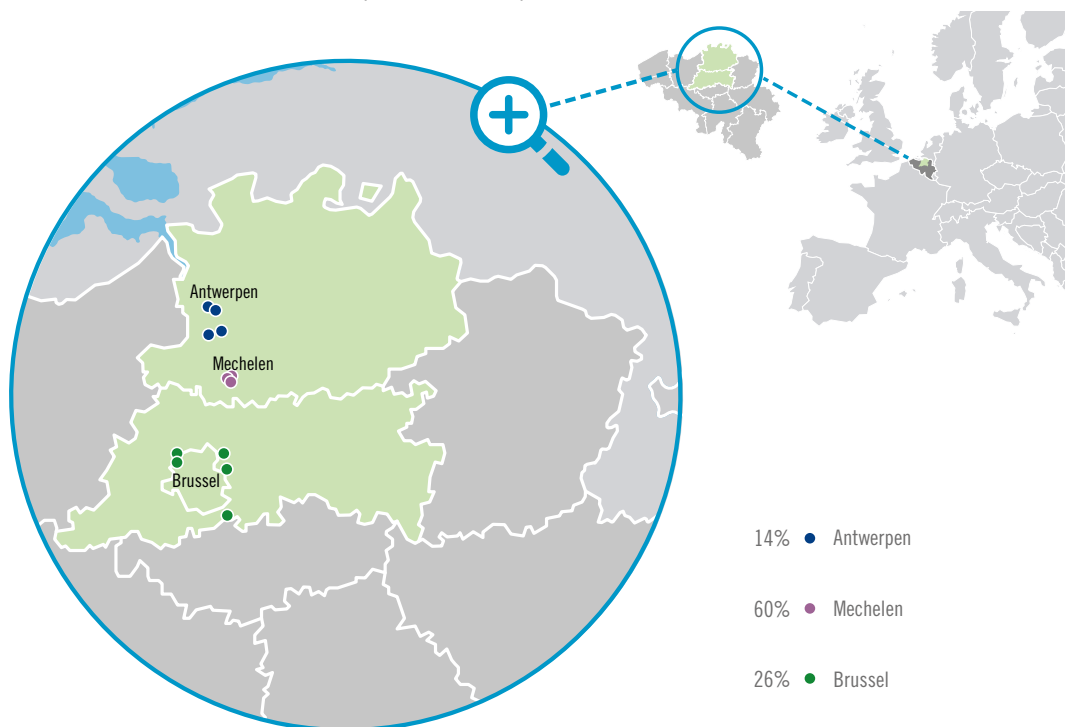 Antwerpen
Mechelen
Brussel
14% Antwerpen
60% Mechelen
26% Brussel